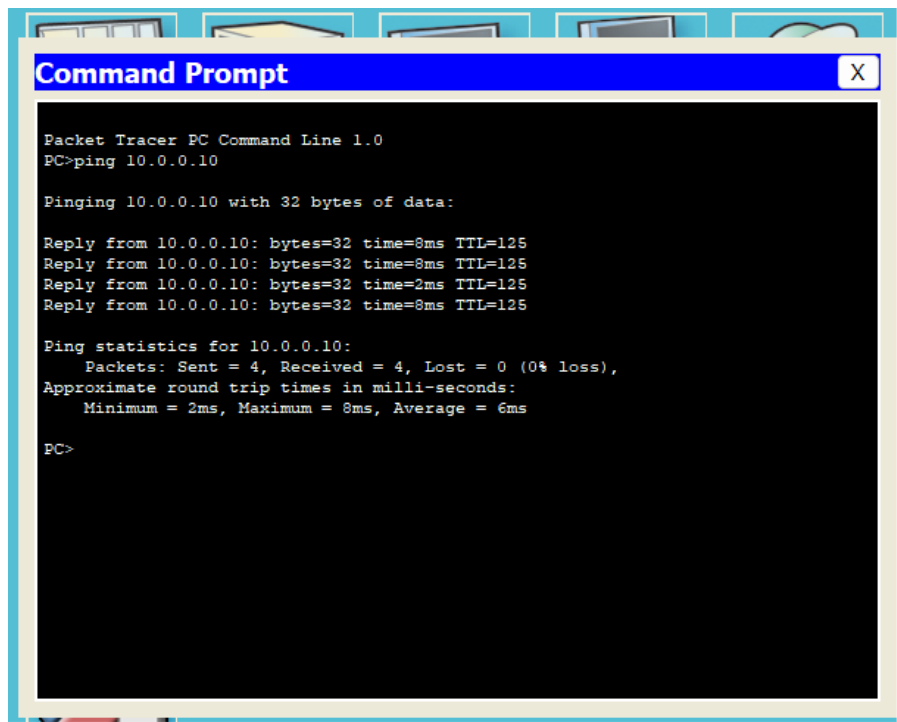 Command Prompt
X
Packet Tracer PC Command Line 1.0
PC>ping 10.0.0.10
Pinging 10.0.0.10 with 32 bytes of data:
Reply from 10.0.0.10: bytes=32 time=8ms TTL=125
Reply from 10.0.0.10: bytes=32 time=8ms TTL=125
Reply from 10.0.0.10: bytes=32 time=2ms TTL=125
Reply from 10.0.0.10: bytes=32 time=8ms TTL=125
Ping statistics for 10.0.0.10:
Packets: Sent = 4, Received = 4, Lost = 0 (0% loss),
Approximate round trip times in milli-seconds:
Minimum = 2ms, Maximum = 8ms, Average = 6ms
PC>